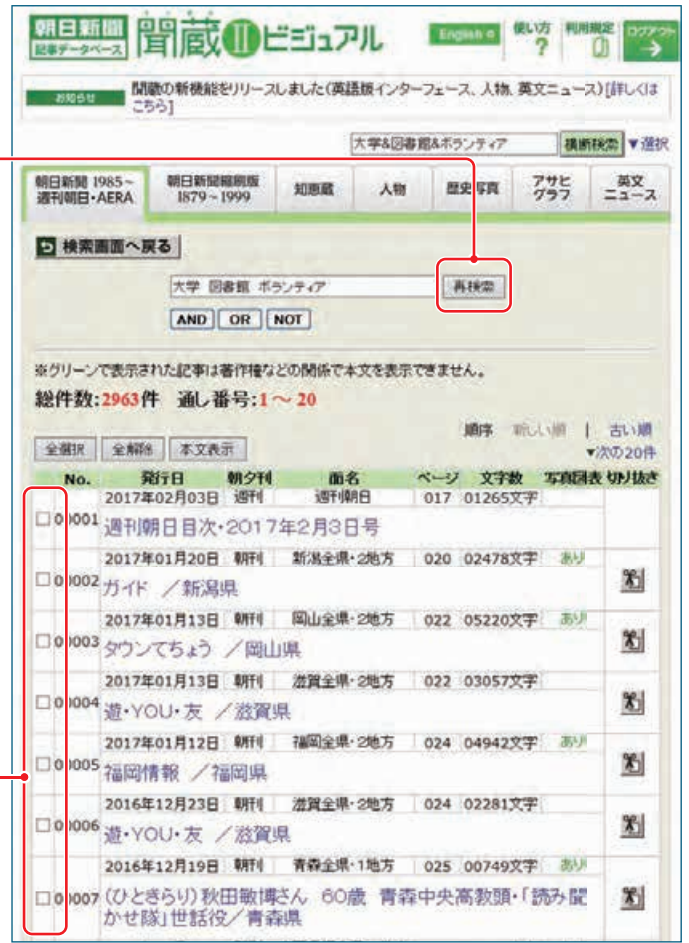 朝日新聞
記事データベース
聞蔵IIビジュアル
English
使い方
?
利用規定
ログアウト
お知らせ
聞蔵の新機能をリリースしました(英語版インターフェース、人物、英文ニュース)[詳しくは
こちら]
大学&図書館&ボランティア 横断検索 ▼選択
朝日新聞 1985~
週刊朝日・AERA
朝日新聞縮刷版
1879~1999
知恵蔵
人物
歴史写真
アサヒ
グラフ
英文
ニュース
検索画面へ戻る
大学 図書館 ボランティア 再検索
AND OR NOT
※グリーンで表示された記事は著作権などの関係で本文を表示できません。
総件数:2963件 通し番号:1~20
順序 新しい順 | 古い順
全選択 全解除 本文表示 ▼次の20件
No. 発行日 朝夕刊 面名 ページ 文字数 写真図表 切り抜き
2017年02月03日 週刊 週刊朝日 017 01265文字
00001 週刊朝日目次・2017年2月3日号
2017年01月20日 朝刊 新潟全県・2地方 020 02478文字 あり
00002 ガイド /新潟県
2017年01月13日 朝刊 岡山全県・2地方 022 05220文字 あり
00003 タウンてちょう /岡山県
2017年01月13日 朝刊 滋賀全県・2地方 022 03057文字
00004 遊・YOU・友 /滋賀県
2017年01月12日 朝刊 福岡全県・2地方 024 04942文字 あり
00005 福岡情報 /福岡県
2016年12月23日 朝刊 滋賀全県・2地方 024 02281文字
00006 遊・YOU・友 /滋賀県
2016年12月19日 朝刊 青森全県・1地方 025 00749文字 あり
00007 (ひときらり)秋田敏博さん 60歳 青森中央高教頭・「読み聞
かせ隊」世話役/青森県